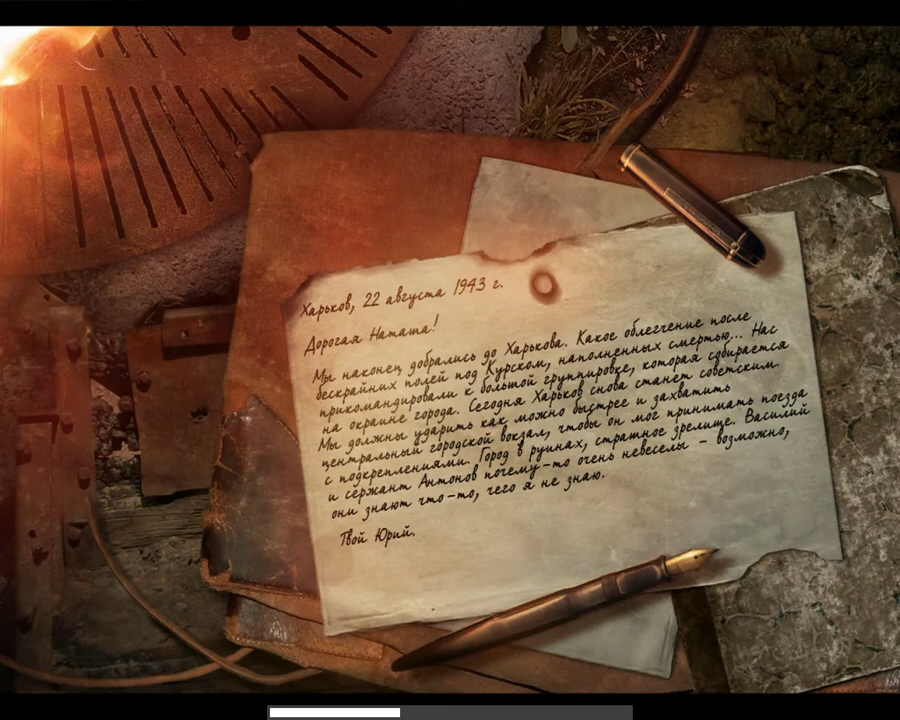 Харьков, 22 августа 1943 г.
Дорогая Наташа!
Мы наконец добрались до Харькова. Какое облегчение после
бескрайних полей под Курском, наполненных смертью... Нас
прикомандировали к большой группировке, которая собирается
на окраине города. Сегодня Харьков снова станет советским.
Мы должны ударить как можно быстрее и захватить
центральный городской вокзал, чтобы он мог принимать поезда
с подкреплениями. Город в руинах, страшное зрелище. Василий
и сержант Антонов почему-то очень невеселы – возможно,
они знают что-то, чего я не знаю.
Твой Юрий.